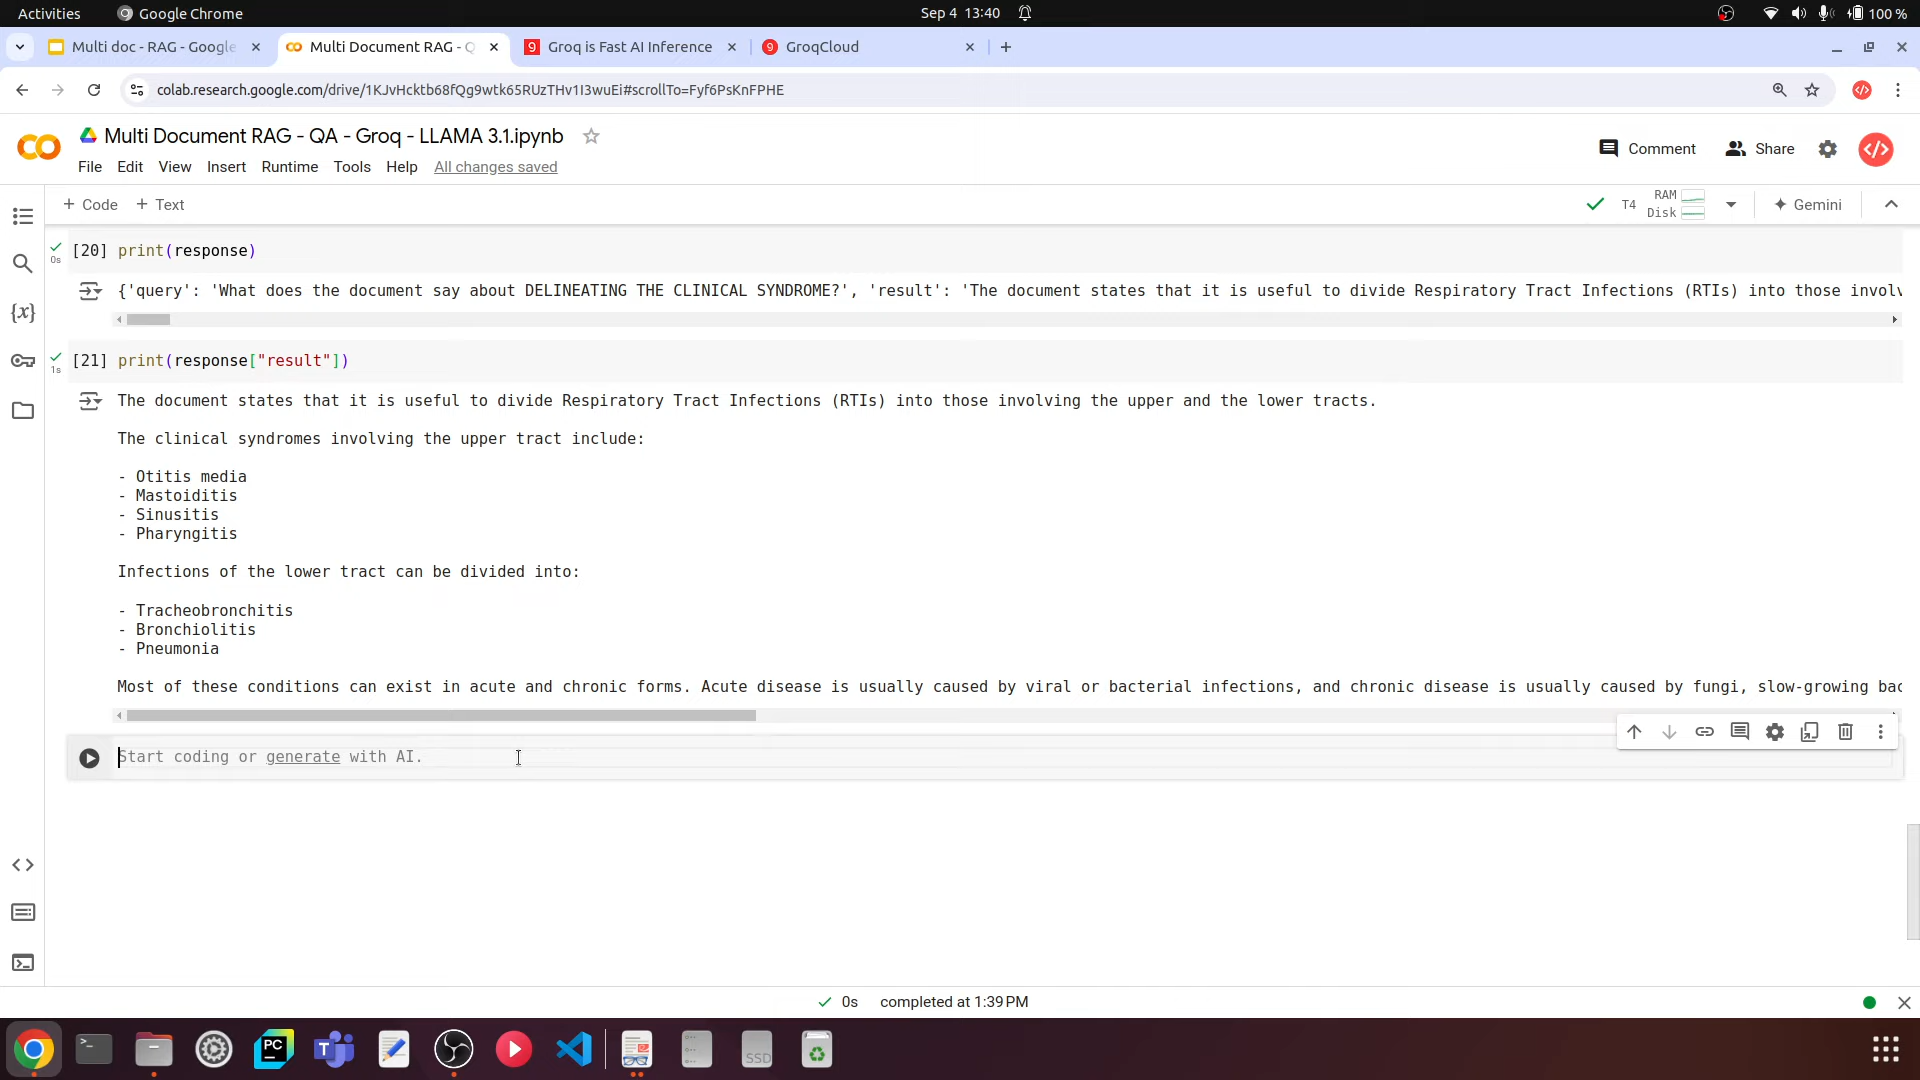 Activities Google Chrome Sep 4 13:40 100 %
Multi doc - RAG - Google Multi Document RAG - Q Groq is Fast AI Inference GroqCloud
colab.research.google.com/drive/1KJvHcktb68fQg9wtk65RUzTHv1I3wuEi#scrollTo=Fyf6PsKnFPHE
Multi Document RAG - QA - Groq - LLAMA 3.1.ipynb
Comment Share
File Edit View Insert Runtime Tools Help All changes saved
+ Code + Text T4 RAM Disk Gemini
[20] print(response)
0s
{'query': 'What does the document say about DELINEATING THE CLINICAL SYNDROME?', 'result': 'The document states that it is useful to divide Respiratory Tract Infections (RTIs) into those involv
[21] print(response["result"])
1s
The document states that it is useful to divide Respiratory Tract Infections (RTIs) into those involving the upper and the lower tracts.
The clinical syndromes involving the upper tract include:
- Otitis media
- Mastoiditis
- Sinusitis
- Pharyngitis
Infections of the lower tract can be divided into:
- Tracheobronchitis
- Bronchiolitis
- Pneumonia
Most of these conditions can exist in acute and chronic forms. Acute disease is usually caused by viral or bacterial infections, and chronic disease is usually caused by fungi, slow-growing bac
Start coding or generate with AI.
0s completed at 1:39 PM
PC
SSD